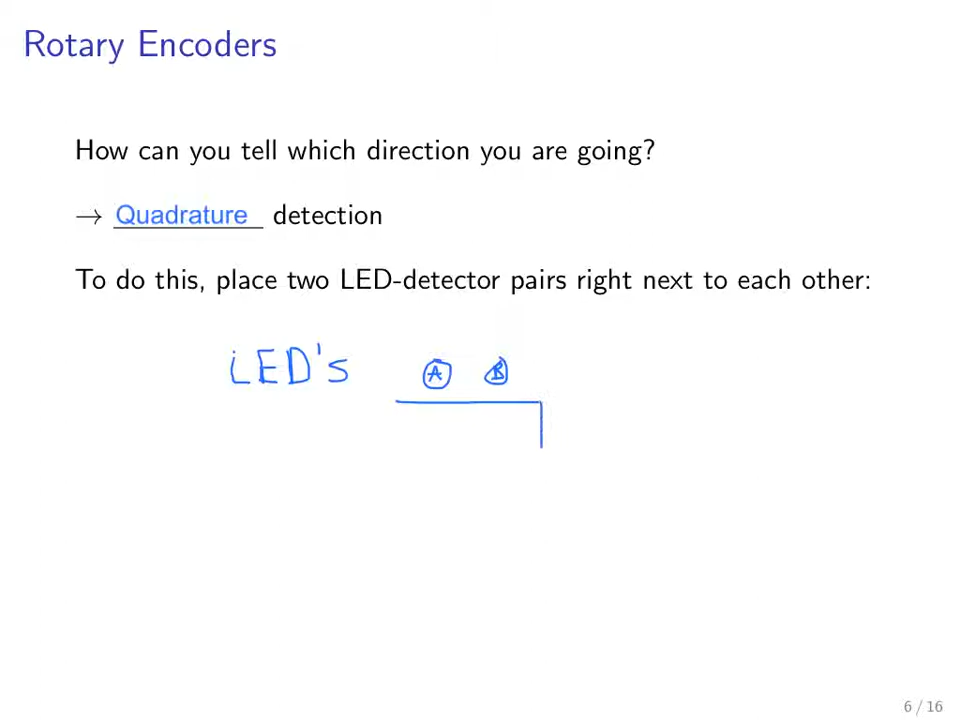 Rotary Encoders
How can you tell which direction you are going?
→ Quadrature detection
To do this, place two LED-detector pairs right next to each other:
LED's A B
6 / 16